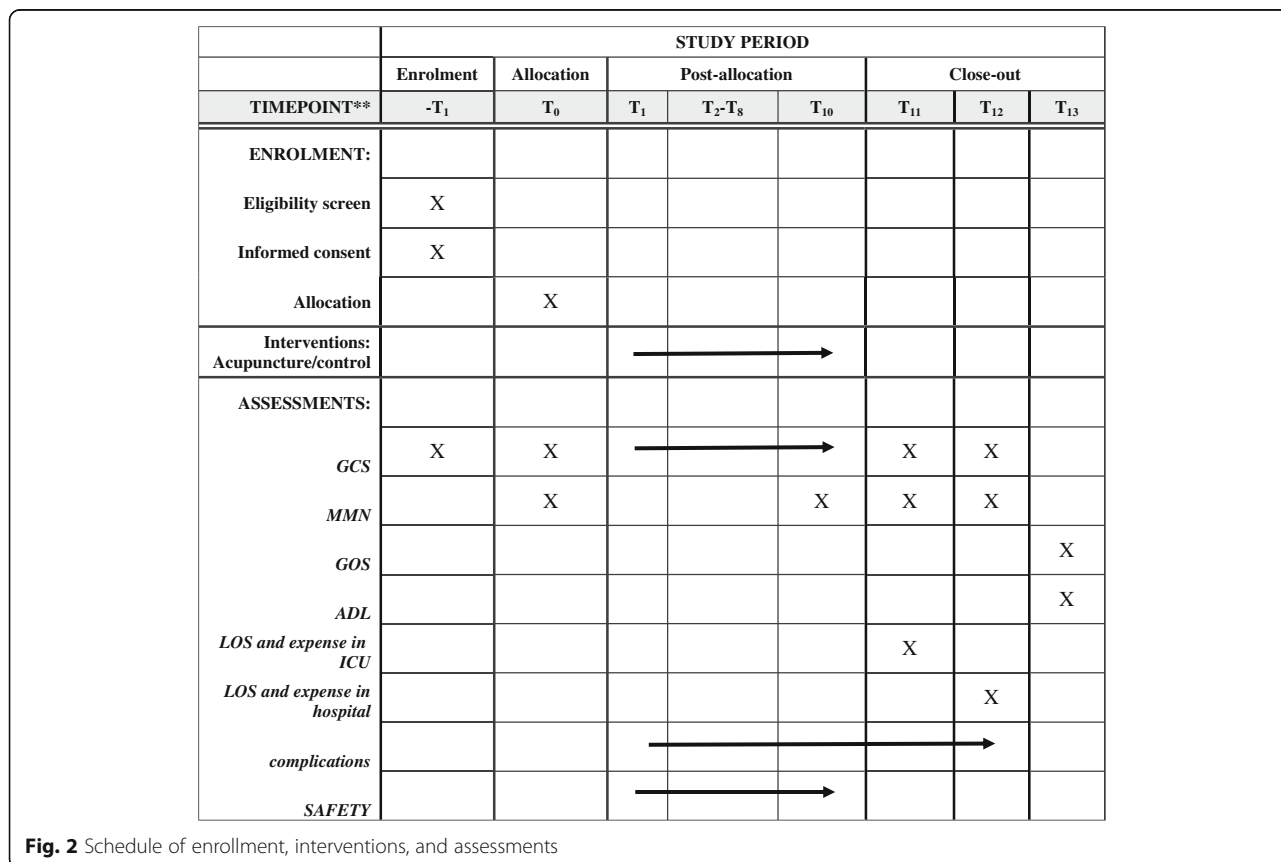 STUDY PERIOD
Enrolment Allocation Post-allocation Close-out
TIMEPOINT** -T1 T0 T1 T2-T8 T10 T11 T12 T13
ENROLMENT:
Eligibility screen X
Informed consent X
Allocation X
Interventions:
Acupuncture/control
ASSESSMENTS:
GCS X X X X
MMN X X X X
GOS X
ADL X
LOS and expense in
ICU X
LOS and expense in
hospital X
complications
SAFETY
Fig. 2 Schedule of enrollment, interventions, and assessments